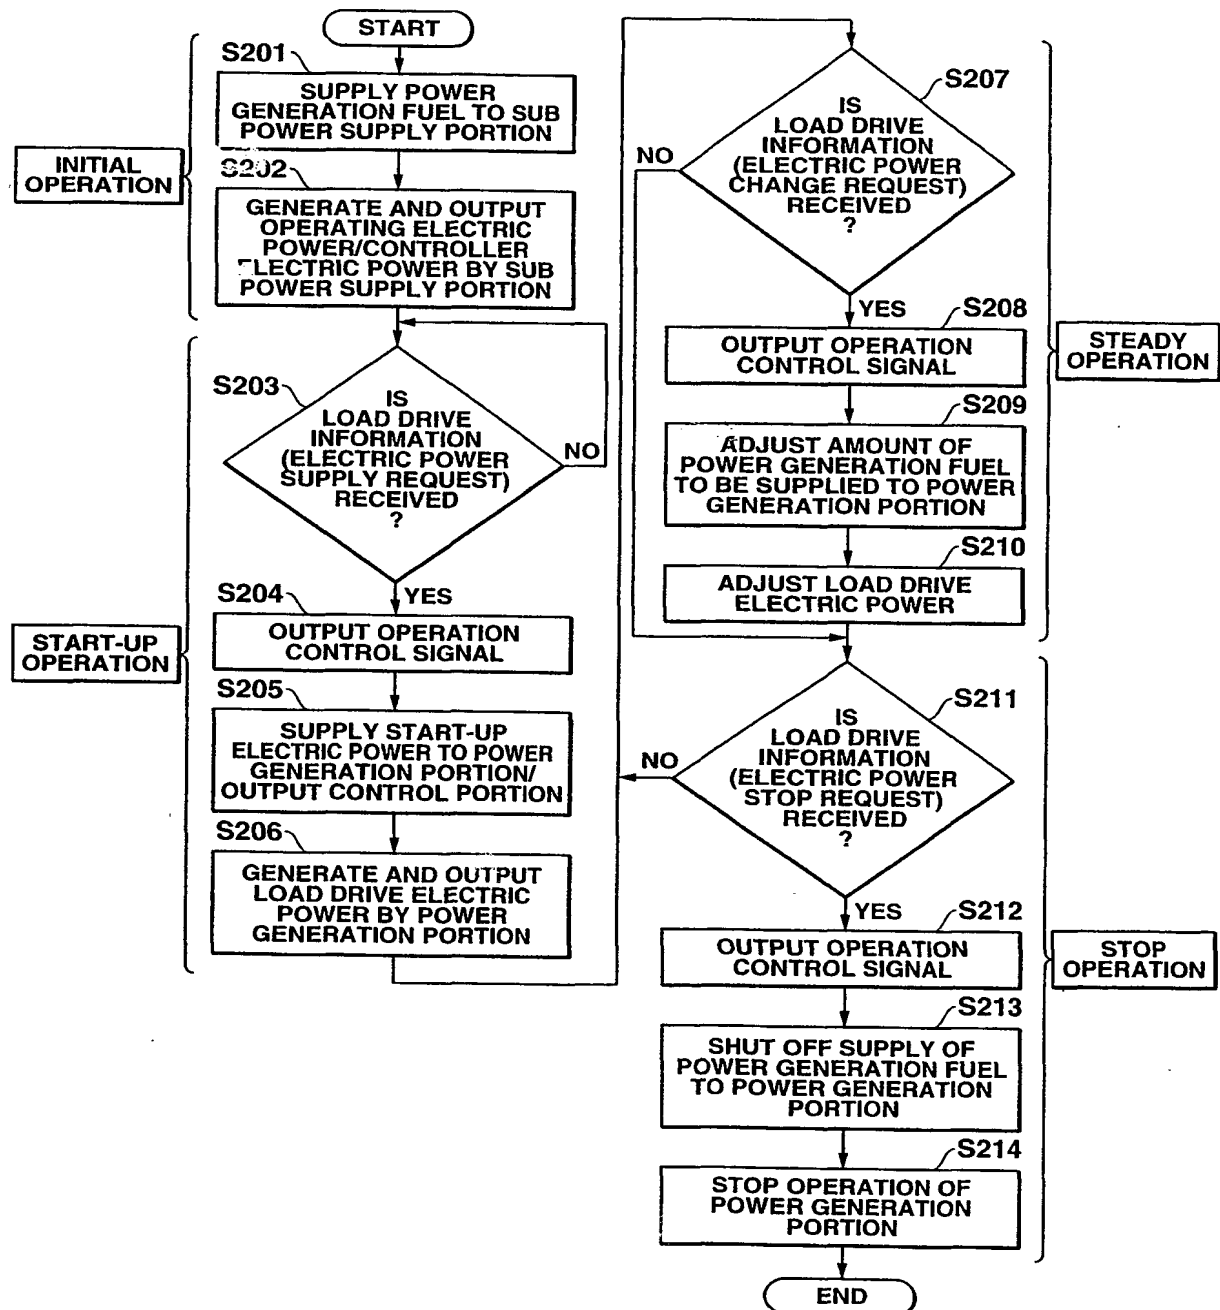 START
S201
SUPPLY POWER
GENERATION FUEL TO SUB
POWER SUPPLY PORTION
INITIAL
OPERATION
S202
GENERATE AND OUTPUT
OPERATING ELECTRIC
POWER/CONTROLLER
ELECTRIC POWER BY SUB
POWER SUPPLY PORTION
S203
IS
LOAD DRIVE
INFORMATION
(ELECTRIC POWER
SUPPLY REQUEST)
RECEIVED
?
NO
YES
S204
OUTPUT OPERATION
CONTROL SIGNAL
START-UP
OPERATION
S205
SUPPLY START-UP
ELECTRIC POWER TO POWER
GENERATION PORTION/
OUTPUT CONTROL PORTION
S206
GENERATE AND OUTPUT
LOAD DRIVE ELECTRIC
POWER BY POWER
GENERATION PORTION
S207
IS
LOAD DRIVE
INFORMATION
(ELECTRIC POWER
CHANGE REQUEST)
RECEIVED
?
NO
YES
S208
OUTPUT OPERATION
CONTROL SIGNAL
STEADY
OPERATION
S209
ADJUST AMOUNT OF
POWER GENERATION FUEL
TO BE SUPPLIED TO POWER
GENERATION PORTION
S210
ADJUST LOAD DRIVE
ELECTRIC POWER
S211
IS
LOAD DRIVE
INFORMATION
(ELECTRIC POWER
STOP REQUEST)
RECEIVED
?
NO
YES
S212
OUTPUT OPERATION
CONTROL SIGNAL
STOP
OPERATION
S213
SHUT OFF SUPPLY OF
POWER GENERATION FUEL
TO POWER GENERATION
PORTION
S214
STOP OPERATION OF
POWER GENERATION
PORTION
END